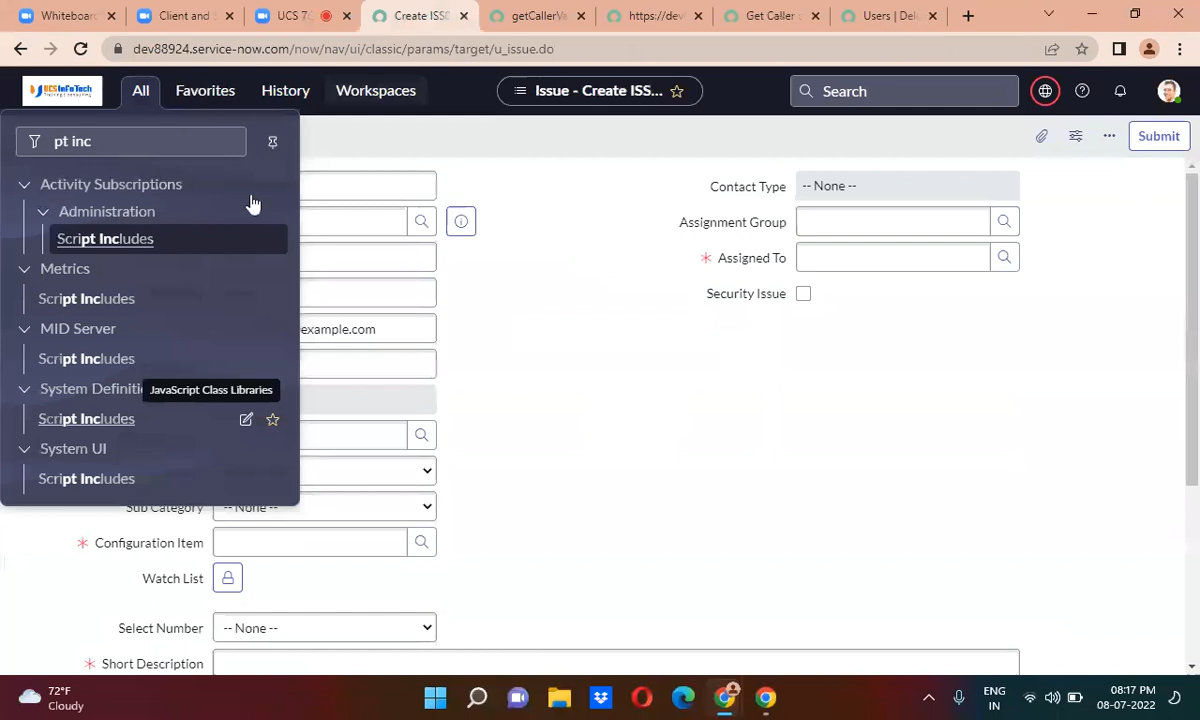 Whiteboard
Client and S
UCS 7:
Create ISS
getCallerVa
https://dev
Get Caller
Users | Del
dev88924.service-now.com/now/nav/ui/classic/params/target/u_issue.do
UCSInfoTech
All
Favorites
History
Workspaces
Issue - Create ISS...
Search
pt inc
Submit
Activity Subscriptions
Administration
Script Includes
Metrics
Script Includes
MID Server
Script Includes
System Definiti
JavaScript Class Libraries
Script Includes
System UI
Script Includes
Contact Type
-- None --
Assignment Group
Assigned To
Security Issue
example.com
Sub Category
-- None --
Configuration Item
Watch List
Select Number
-- None --
Short Description
72°F
Cloudy
ENG
IN
08:17 PM
08-07-2022